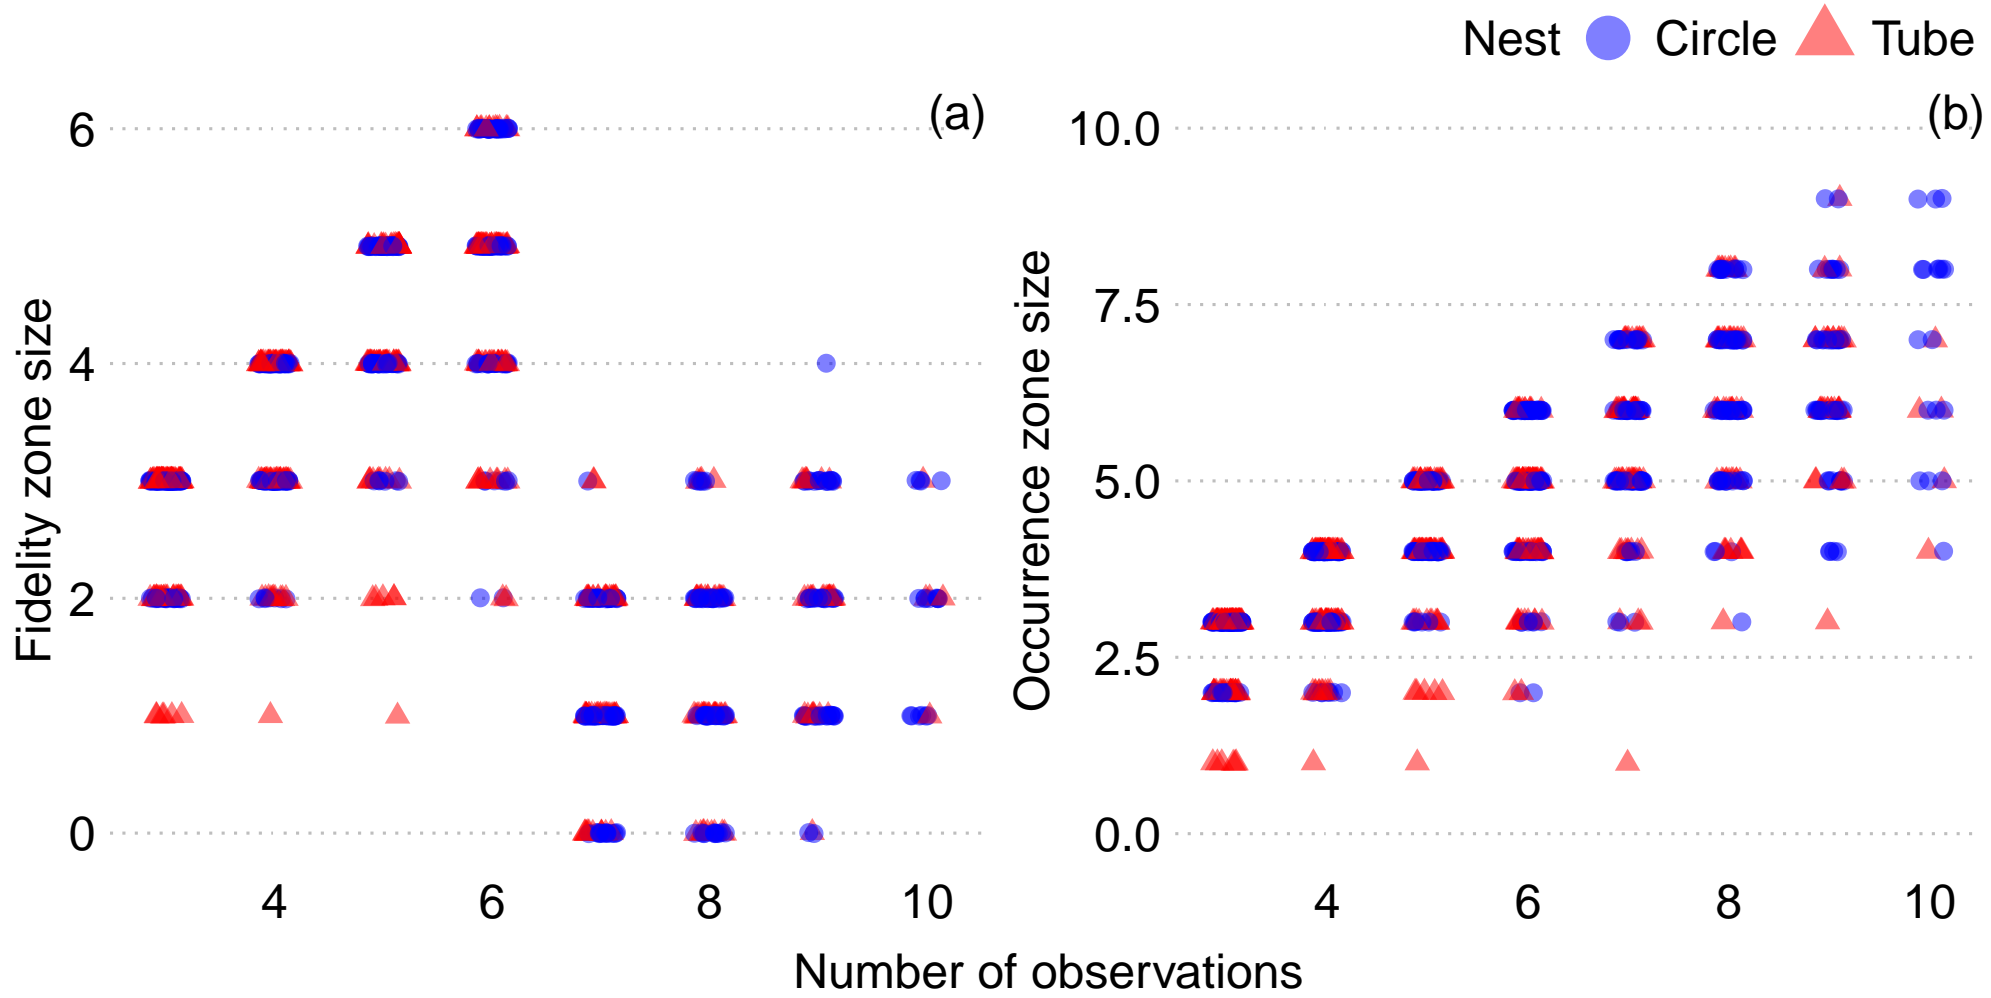 Nest Circle Tube
(a)
6
4
2
0
Fidelity zone size
4 6 8 10
(b)
10.0
7.5
5.0
2.5
0.0
Occurrence zone size
4 6 8 10
Number of observations